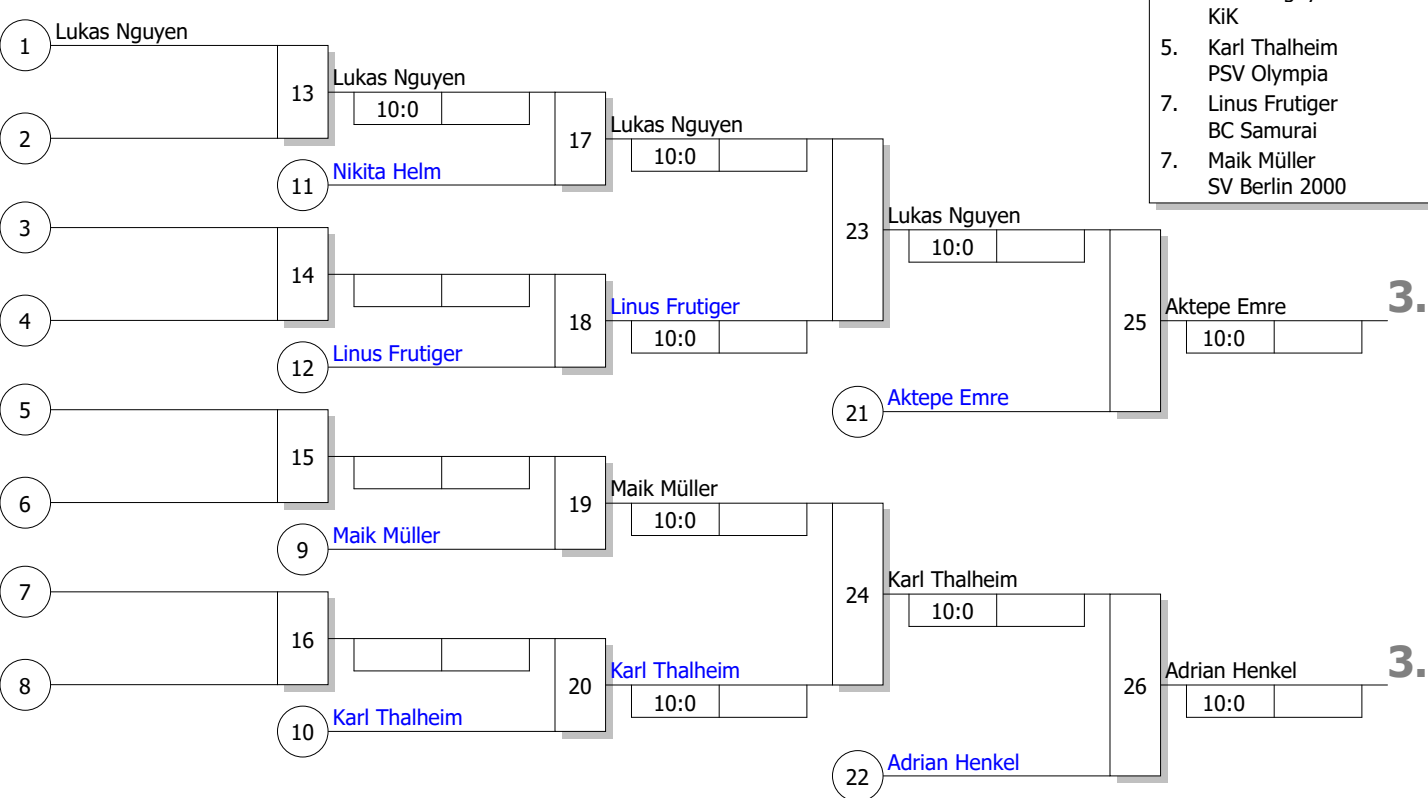 KiK
5. Karl Thalheim
PSV Olympia
7. Linus Frutiger
BC Samurai
7. Maik Müller
SV Berlin 2000
1 Lukas Nguyen
2
13 Lukas Nguyen
10:0
11 Nikita Helm
17 Lukas Nguyen
10:0
3
4
14
12 Linus Frutiger
18 Linus Frutiger
10:0
23 Lukas Nguyen
10:0
21 Aktepe Emre
25 Aktepe Emre 3.
10:0
5
6
15
9 Maik Müller
19 Maik Müller
10:0
7
8
16
10 Karl Thalheim
20 Karl Thalheim
10:0
24 Karl Thalheim
10:0
22 Adrian Henkel
26 Adrian Henkel 3.
10:0